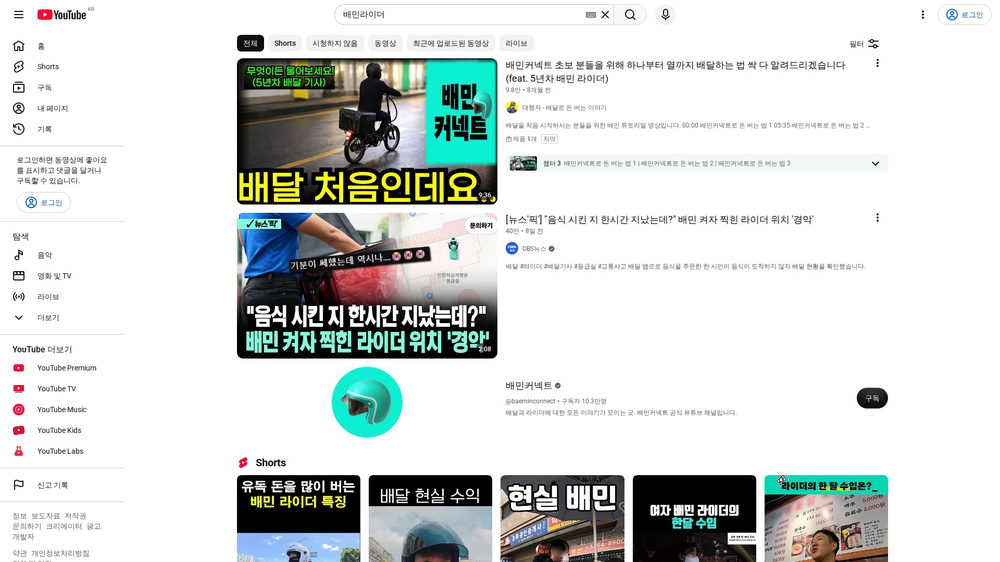 YouTube KR
배민라이더
로그인
전체
Shorts
시청하지 않음
동영상
최근에 업로드된 동영상
라이브
필터
홈
Shorts
구독
내 페이지
기록
로그인하면 동영상에 좋아요
를 표시하고 댓글을 달거나
구독할 수 있습니다.
로그인
탐색
음악
영화 및 TV
라이브
더보기
YouTube 더보기
YouTube Premium
YouTube TV
YouTube Music
YouTube Kids
YouTube Labs
신고 기록
정보 보도자료 저작권
문의하기 크리에이터 광고
개발자
약관 개인정보처리방침
무엇이든 물어보세요!
(5년차 배달 기사)
배민
커넥트
배달 처음인데요
9:36
배민커넥트 초보 분들을 위해 하나부터 열까지 배달하는 법 싹 다 알려드리겠습니다
(feat. 5년차 배민 라이더)
9.8만 • 8개월 전
대행자 - 배달로 돈 버는 이야기
배달을 처음 시작하시는 분들을 위한 배민 튜토리얼 영상입니다. 00:00 배민커넥트로 돈 버는 법 1 05:35 배민커넥트로 돈 버는 법 2 ...
제품 1개
자막
챕터 3 배민커넥트로 돈 버는 법 1 | 배민커넥트로 돈 버는 법 2 | 배민커넥트로 돈 버는 법 3
뉴스'픽'
문의하기
기분이 쎄했는데 역시나...
인천적십자병원
응급실
"음식 시킨 지 한시간 지났는데?"
배민 켜자 찍힌 라이더 위치 '경악'
2:08
[뉴스'픽'] "음식 시킨 지 한시간 지났는데?" 배민 켜자 찍힌 라이더 위치 '경악'
40만 • 8일 전
OBS뉴스
배달 #라이더 #배달기사 #응급실 #교통사고 배달 앱으로 음식을 주문한 한 시민이 음식이 도착하지 않자 배달 현황을 확인했습니다.
배민커넥트
@baeminconnect • 구독자 10.3만명
배달과 라이더에 대한 모든 이야기가 모이는 곳. 배민커넥트 공식 유튜브 채널입니다.
구독
Shorts
유독 돈을 많이 버는
배민 라이더 특징
배달 현실 수익
현실 배민
여자 배민 라이더의
한달 수입
라이더의 한 달 수입은?_